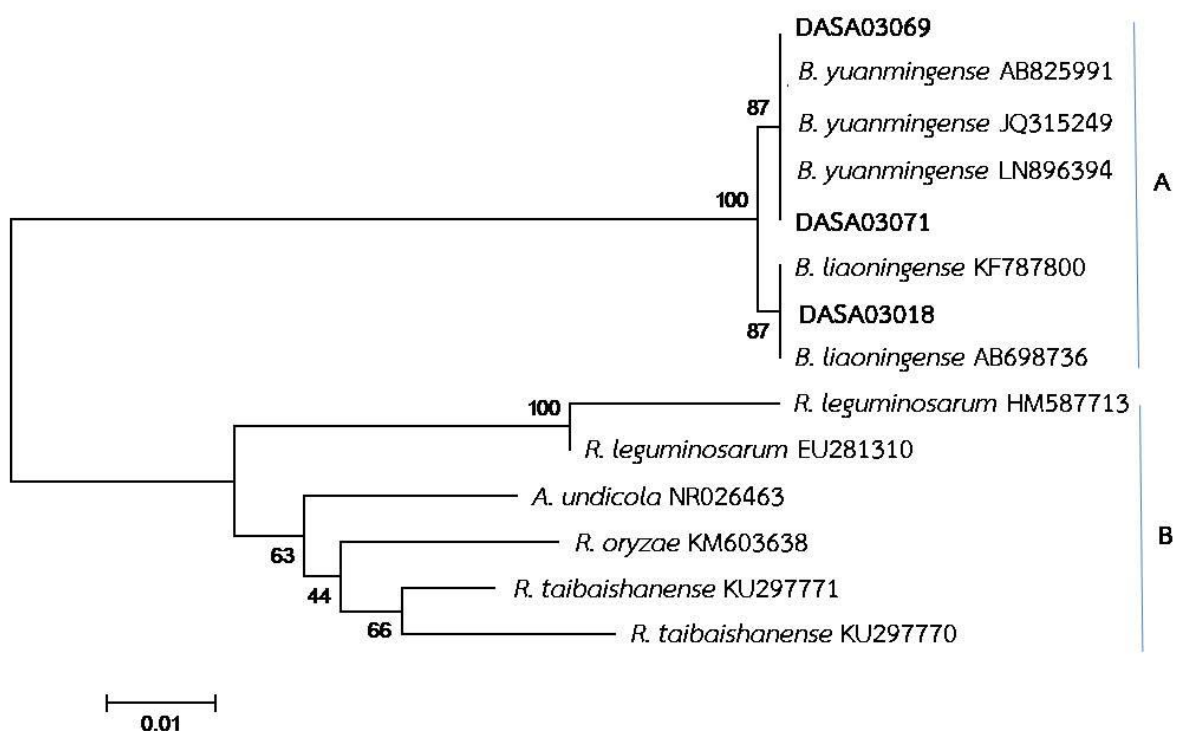 DASA03069
B. yuanmingense AB825991
87
B. yuanmingense JQ315249
B. yuanmingense LN896394
A
100
DASA03071
B. liaoningense KF787800
DASA03018
87
B. liaoningense AB698736
100
R. leguminosarum HM587713
R. leguminosarum EU281310
A. undicola NR026463
B
R. oryzae KM603638
63
R. taibaishanense KU297771
44
R. taibaishanense KU297770
66
0.01